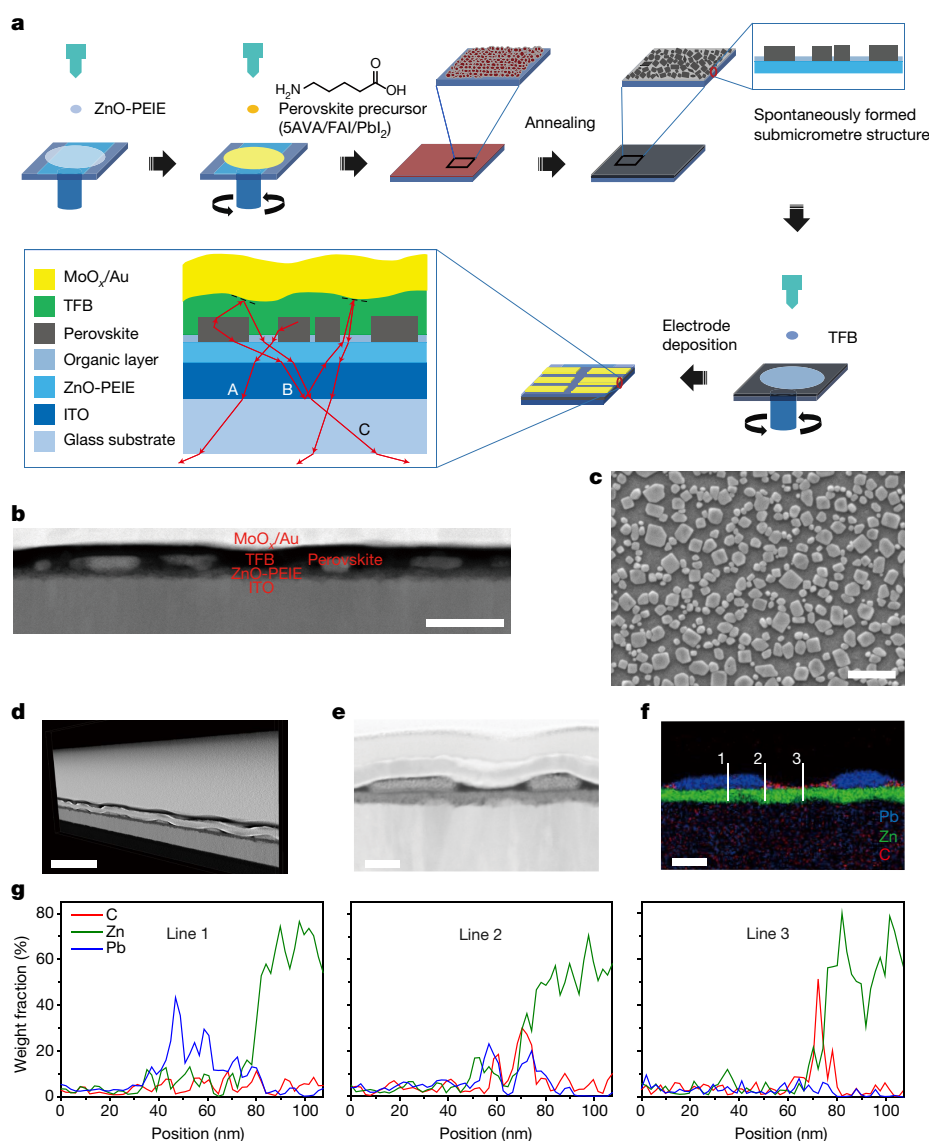 a
ZnO-PEIE
H₂N
O
OH
Perovskite precursor
(5AVA/FAI/PbI₂)
Annealing
Spontaneously formed
submicrometre structure
MoOₓ/Au
TFB
Perovskite
Organic layer
ZnO-PEIE
ITO
Glass substrate
A
B
C
Electrode
deposition
TFB
b
MoOₓ/Au
TFB Perovskite
ZnO-PEIE
ITO
c
d
e
f
1 2 3
Pb
Zn
C
g
Weight fraction (%)
80
60
40
20
0
C
Zn
Pb
Line 1
Line 2
Line 3
0 20 40 60 80 100
0 20 40 60 80 100
0 20 40 60 80 100
Position (nm)
Position (nm)
Position (nm)